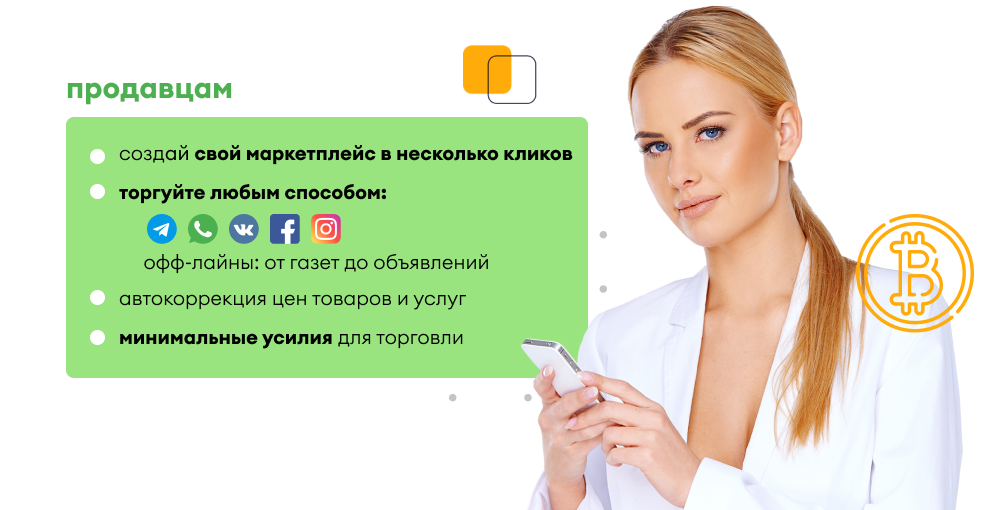 продавцам
создай свой маркетплейс в несколько кликов
торгуйте любым способом:
офф-лайны: от газет до объявлений
автокоррекция цен товаров и услуг
минимальные усилия для торговли